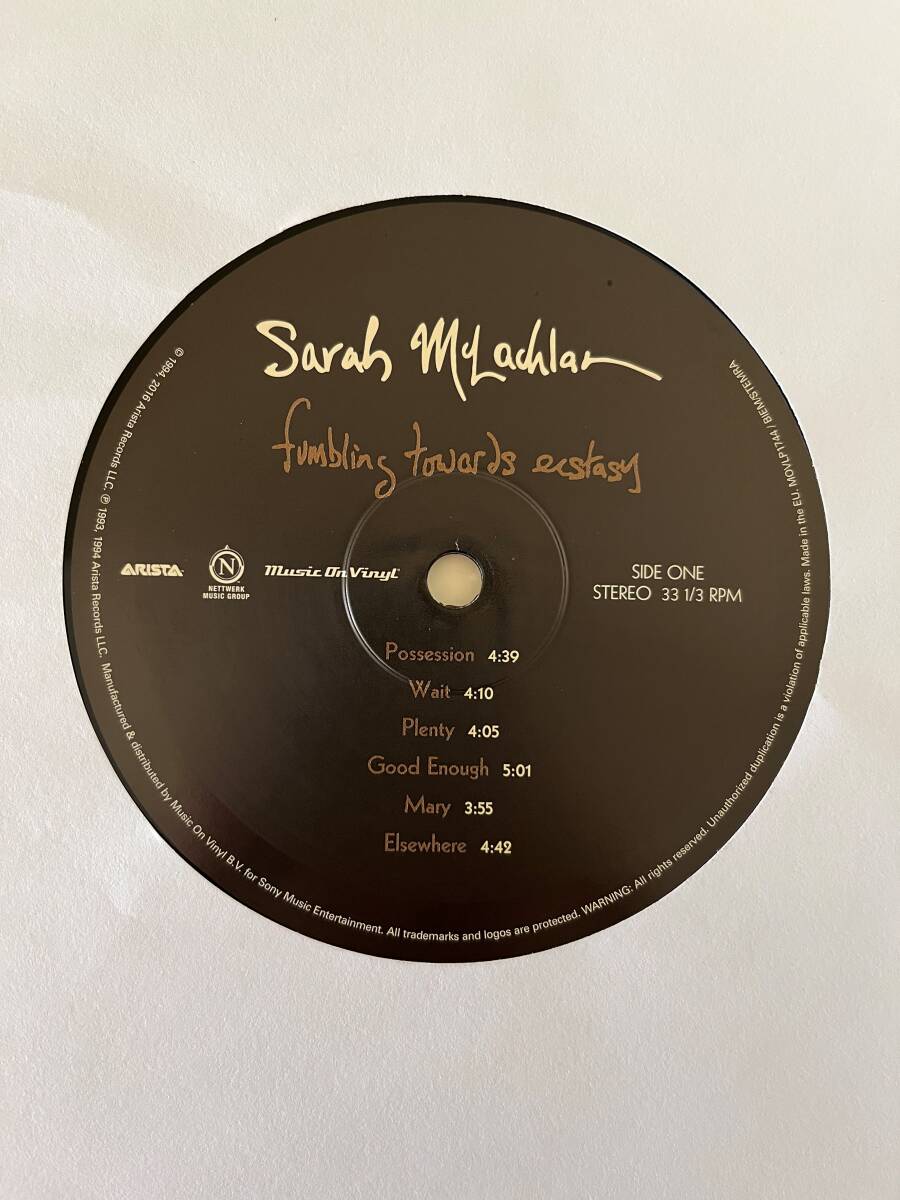 Sarah McLachlan
fumbling towards ecstasy
ARISTA
N
NETTWERK
MUSIC GROUP
Music On Vinyl
SIDE ONE
STEREO 33 1/3 RPM
Possession 4:39
Wait 4:10
Plenty 4:05
Good Enough 5:01
Mary 3:55
Elsewhere 4:42
© 1994, 2016 Arista Records LLC. ℗ 1993, 1994 Arista Records LLC. Manufactured & distributed by Music On Vinyl B.V. for Sony Music Entertainment. All trademarks and logos are protected. WARNING: All rights reserved. Unauthorized duplication is a violation of applicable laws. Made in the EU. MOVLP1744 / BIEM/STEMRA